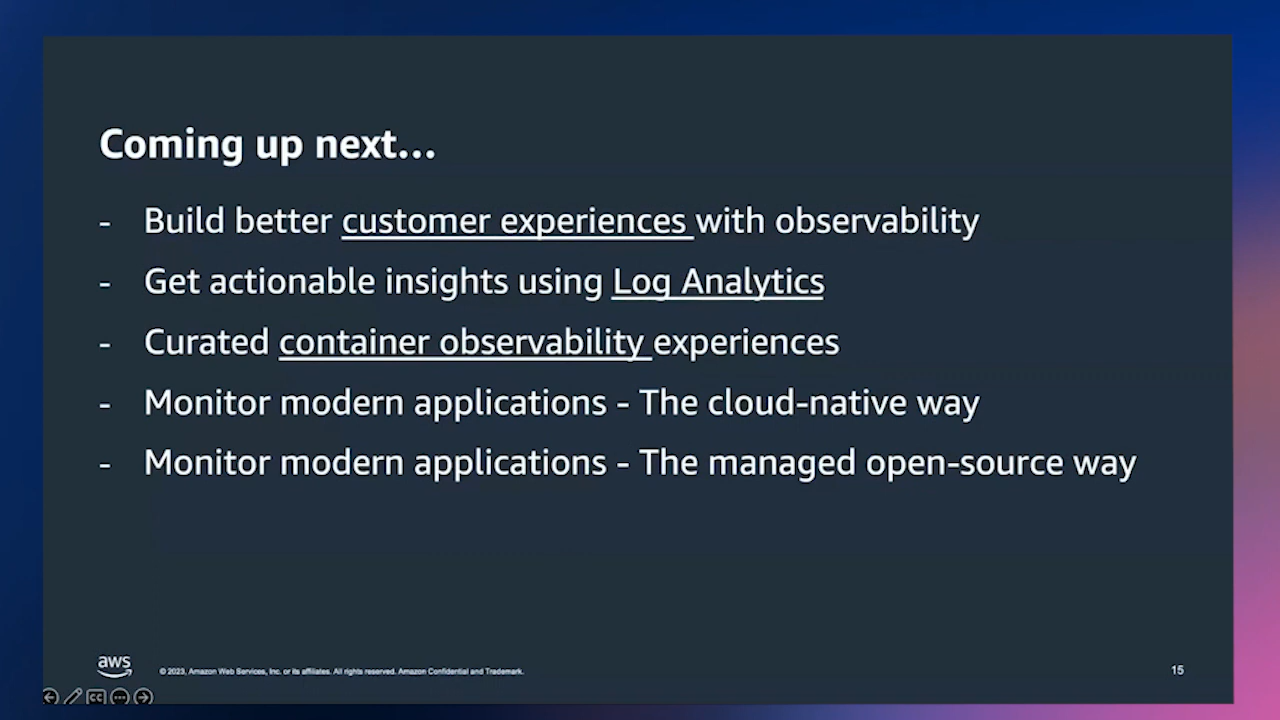 Coming up next...
- Build better customer experiences with observability
- Get actionable insights using Log Analytics
- Curated container observability experiences
- Monitor modern applications - The cloud-native way
- Monitor modern applications - The managed open-source way
aws
© 2023, Amazon Web Services, Inc. or its affiliates. All rights reserved. Amazon Confidential and Trademark.
15
CC